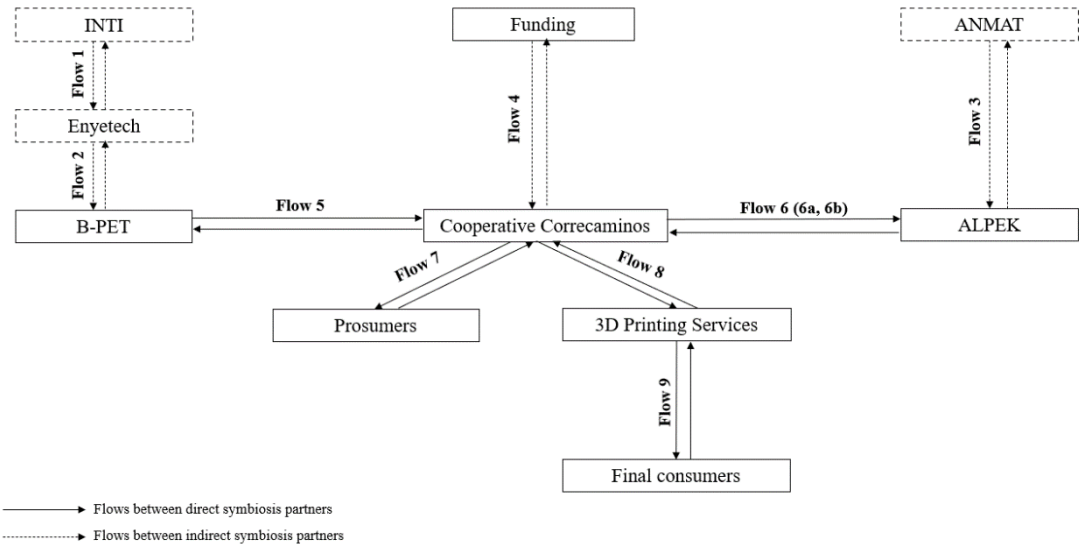 INTI
Funding
ANMAT
Flow 1
Enyetech
Flow 4
Flow 3
Flow 2
B-PET
Flow 5
Cooperative Correcaminos
Flow 6 (6a, 6b)
ALPEK
Flow 7
Flow 8
Prosumers
3D Printing Services
Flow 9
Final consumers
Flows between direct symbiosis partners
Flows between indirect symbiosis partners